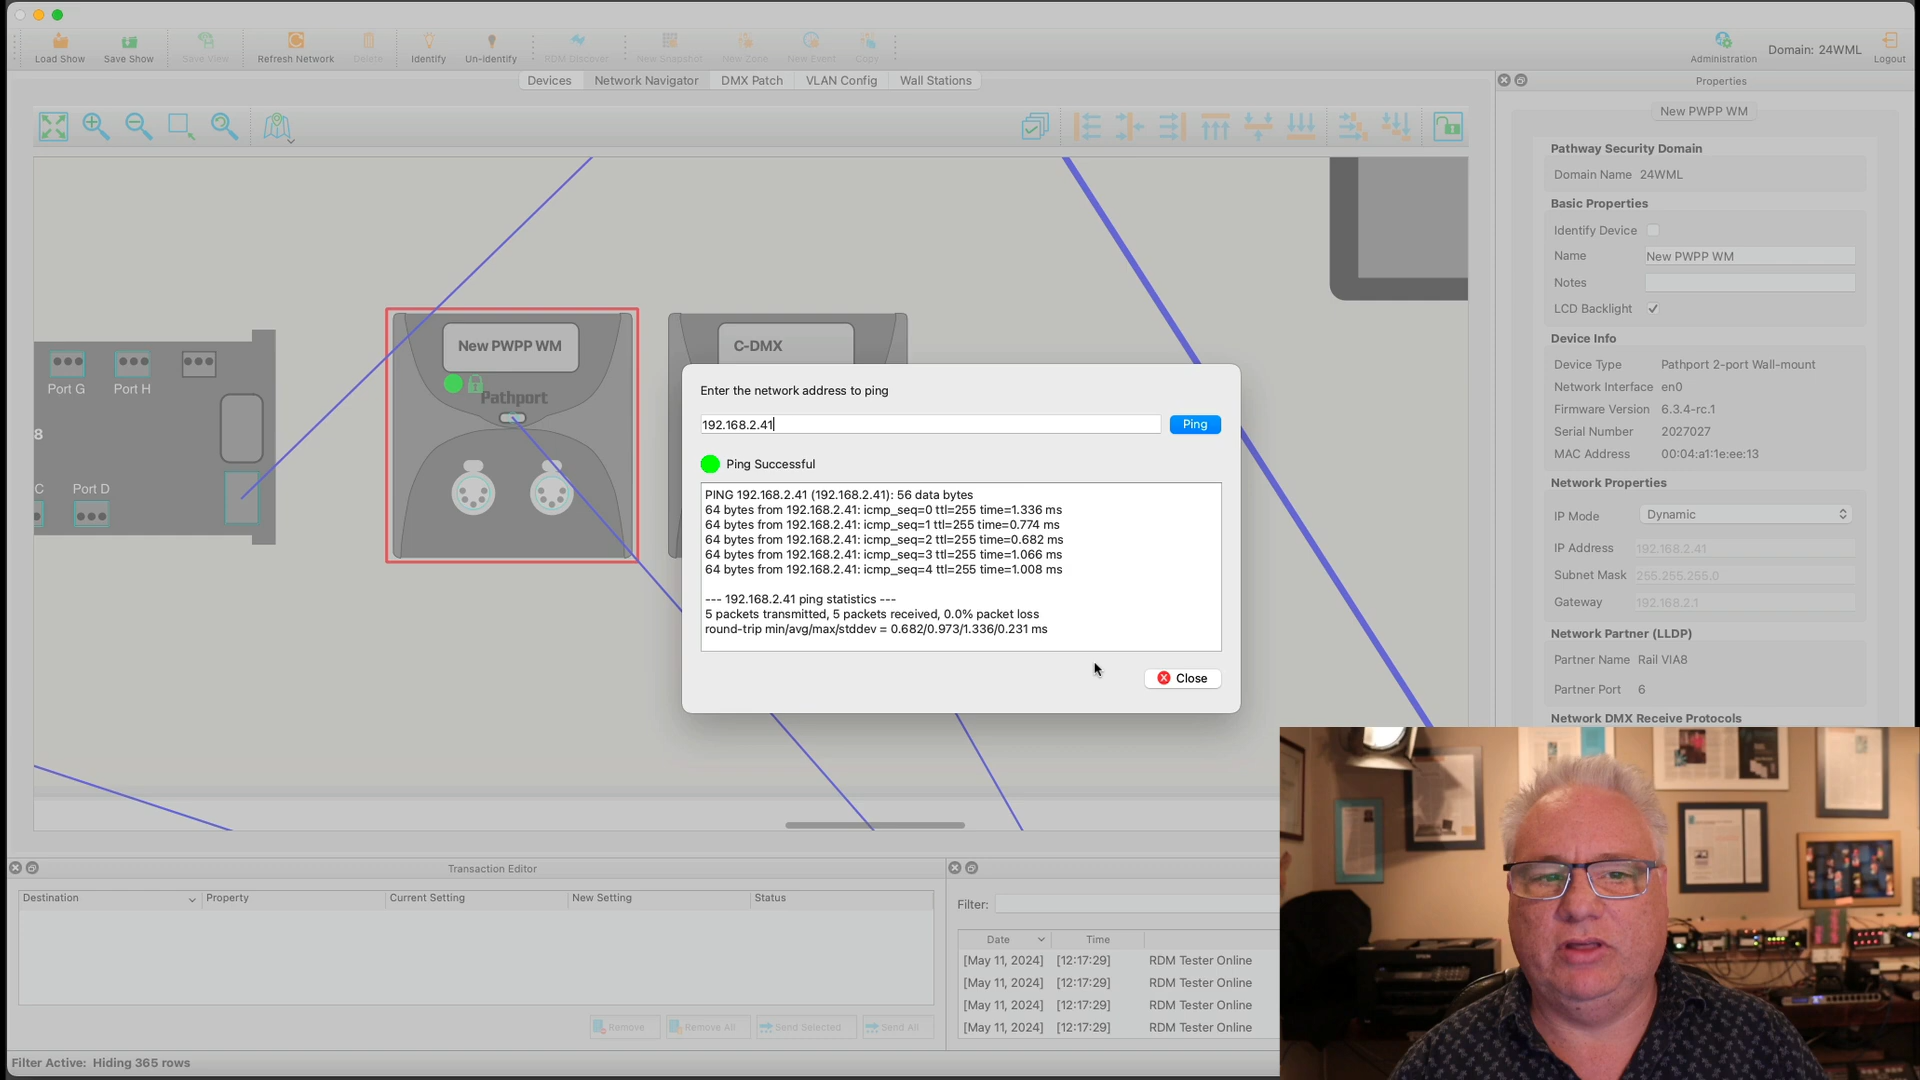 Load Show
Save Show
Save View
Refresh Network
Delete
Identify
Un-identify
RDM Discover
New Snapshot
New Zone
New Event
Copy
Administration
Domain: 24WML
Logout
Devices
Network Navigator
DMX Patch
VLAN Config
Wall Stations
Properties
New PWPP WM
Pathway Security Domain
Domain Name 24WML
Basic Properties
Identify Device
Name New PWPP WM
Notes
LCD Backlight
Device Info
Device Type Pathport 2-port Wall-mount
Network Interface en0
Firmware Version 6.3.4-rc.1
Serial Number 2027027
MAC Address 00:04:a1:1e:ee:13
Network Properties
IP Mode Dynamic
IP Address 192.168.2.41
Subnet Mask 255.255.255.0
Gateway 192.168.2.1
Network Partner (LLDP)
Partner Name Rail VIA8
Partner Port 6
Network DMX Receive Protocols
Port G
Port H
8
C
Port D
New PWPP WM
Pathport
C-DMX
Enter the network address to ping
192.168.2.41
Ping
Ping Successful
PING 192.168.2.41 (192.168.2.41): 56 data bytes
64 bytes from 192.168.2.41: icmp_seq=0 ttl=255 time=1.336 ms
64 bytes from 192.168.2.41: icmp_seq=1 ttl=255 time=0.774 ms
64 bytes from 192.168.2.41: icmp_seq=2 ttl=255 time=0.682 ms
64 bytes from 192.168.2.41: icmp_seq=3 ttl=255 time=1.066 ms
64 bytes from 192.168.2.41: icmp_seq=4 ttl=255 time=1.008 ms
--- 192.168.2.41 ping statistics ---
5 packets transmitted, 5 packets received, 0.0% packet loss
round-trip min/avg/max/stddev = 0.682/0.973/1.336/0.231 ms
Close
Transaction Editor
Destination
Property
Current Setting
New Setting
Status
Remove
Remove All
Send Selected
Send All
Filter:
Date
Time
[May 11, 2024] [12:17:29] RDM Tester Online
[May 11, 2024] [12:17:29] RDM Tester Online
[May 11, 2024] [12:17:29] RDM Tester Online
[May 11, 2024] [12:17:29] RDM Tester Online
Filter Active: Hiding 365 rows